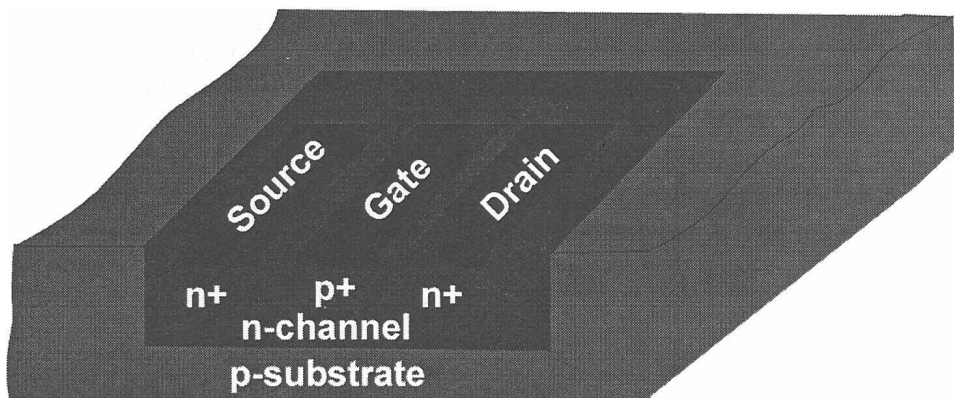 Source
Gate
Drain
n+
p+
n+
n-channel
p-substrate